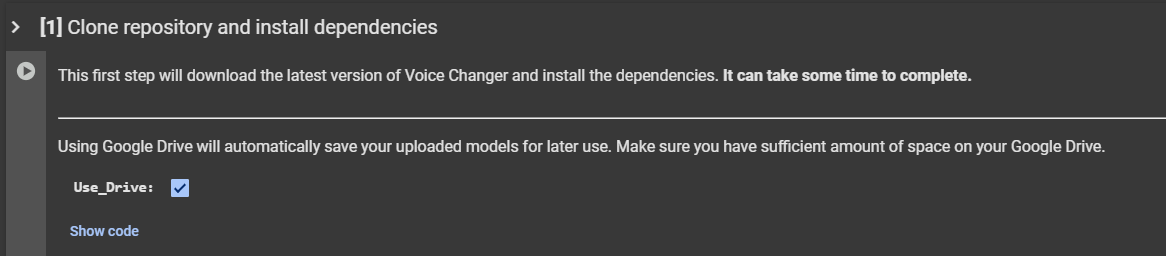 [1] Clone repository and install dependencies
This first step will download the latest version of Voice Changer and install the dependencies. It can take some time to complete.
Using Google Drive will automatically save your uploaded models for later use. Make sure you have sufficient amount of space on your Google Drive.
Use_Drive:
Show code